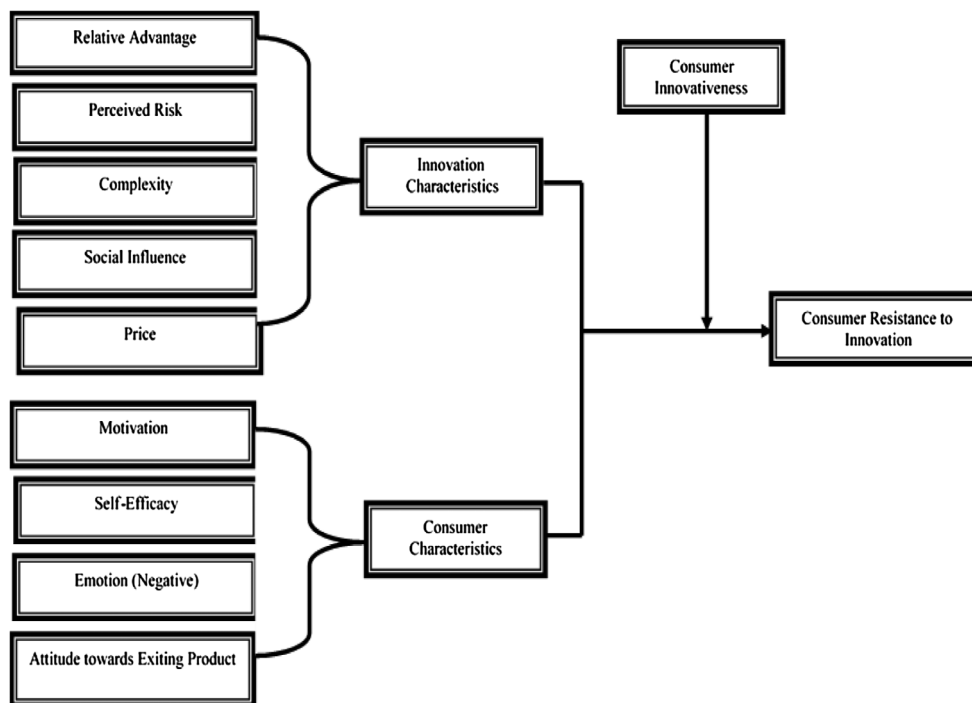 Relative Advantage
Perceived Risk
Complexity
Social Influence
Price
Motivation
Self-Efficacy
Emotion (Negative)
Attitude towards Exiting Product
Innovation
Characteristics
Consumer
Characteristics
Consumer
Innovativeness
Consumer Resistance to
Innovation